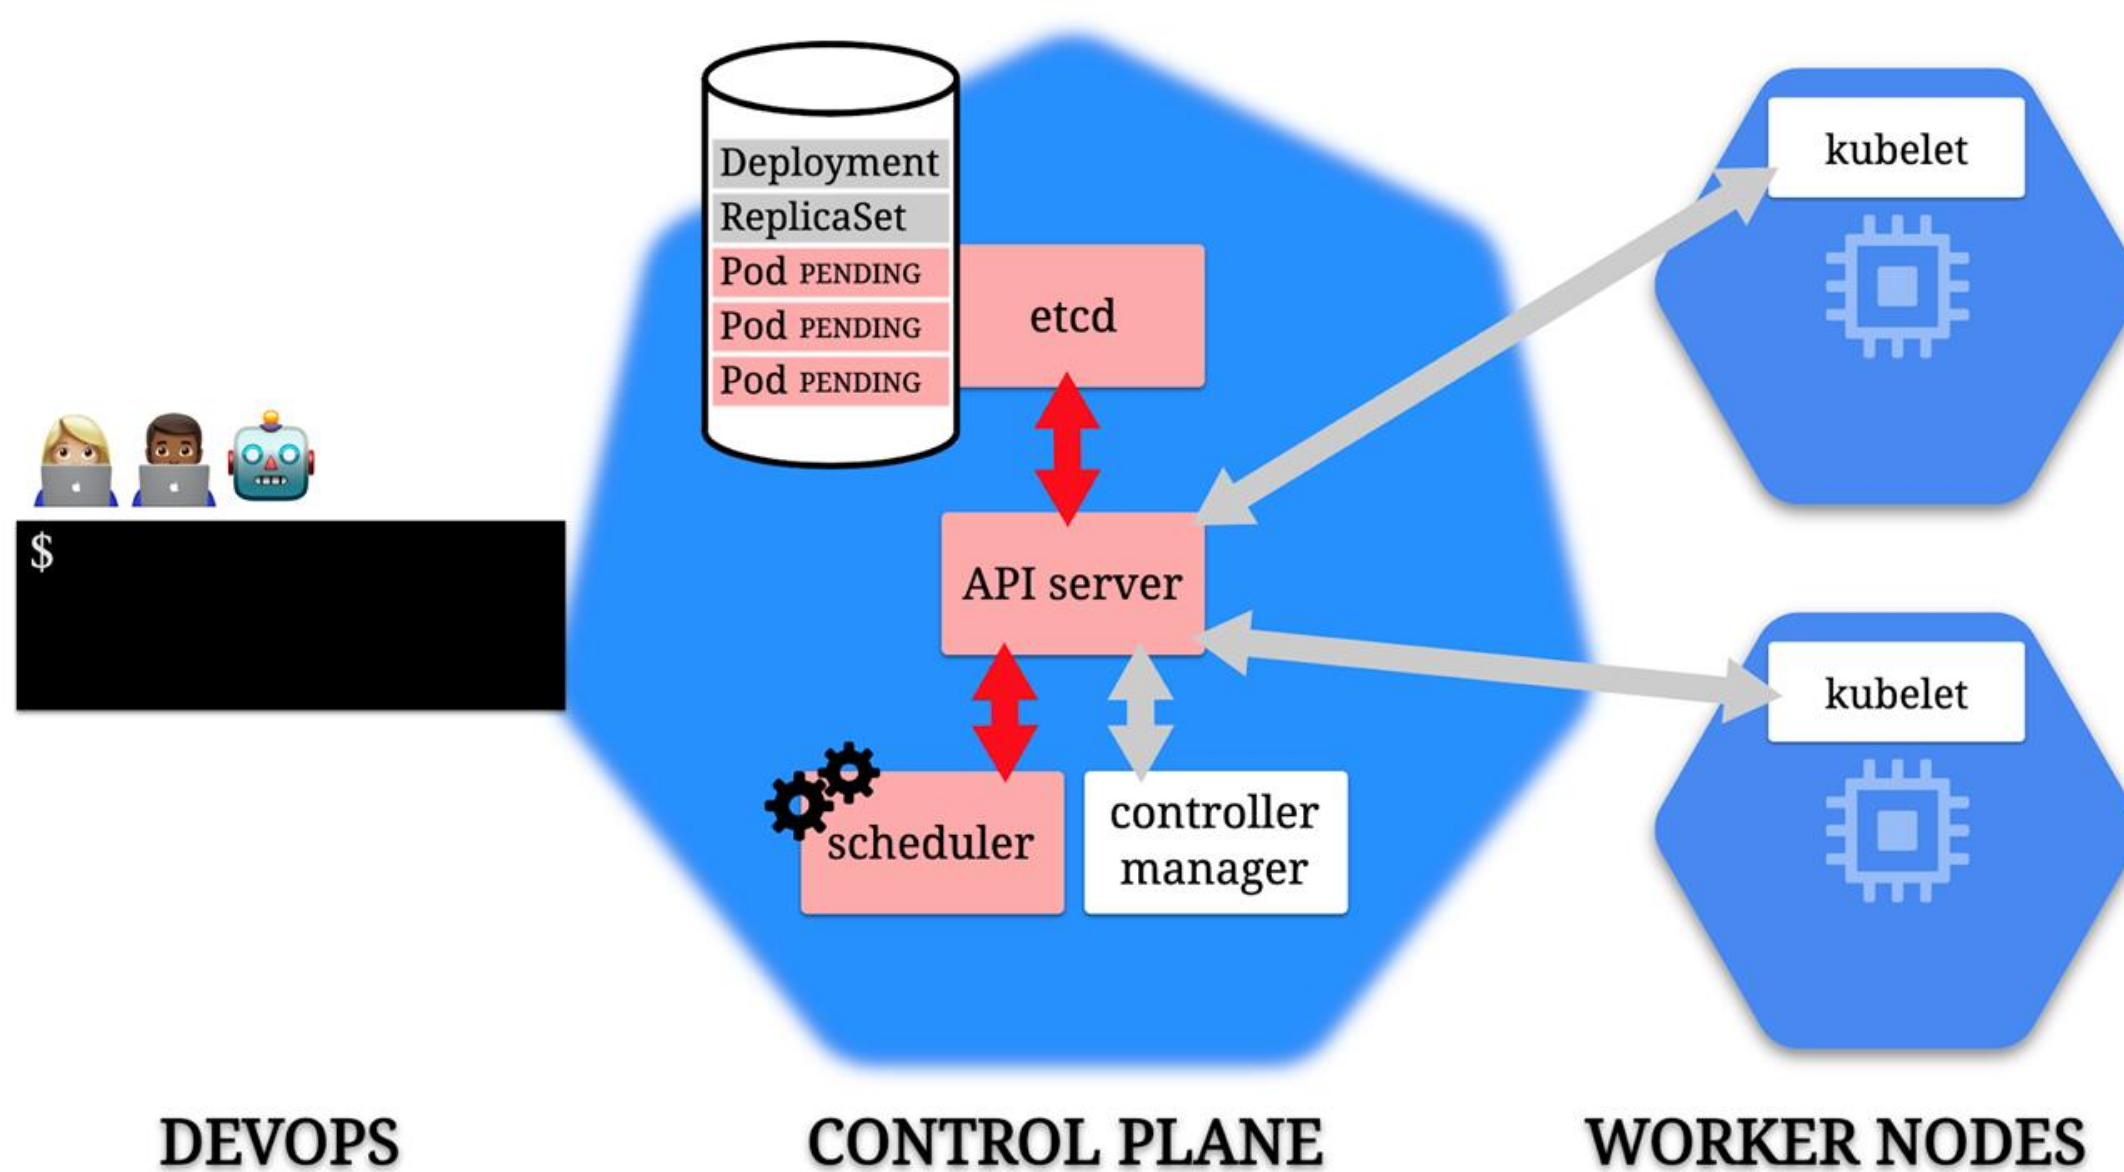 Deployment
ReplicaSet
Pod PENDING
Pod PENDING
Pod PENDING
etcd
kubelet
$
API server
kubelet
scheduler
controller
manager
DEVOPS
CONTROL PLANE
WORKER NODES